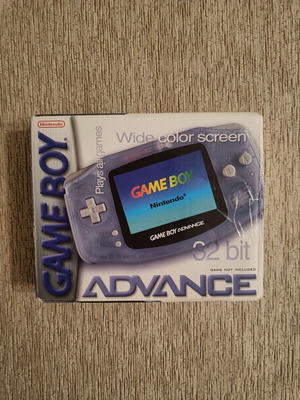 Nintendo
GAME BOY
Plays all games
Wide color screen
GAME BOY
Nintendo®
GAME BOY ADVANCE
32 bit
GAME NOT INCLUDED
ADVANCE